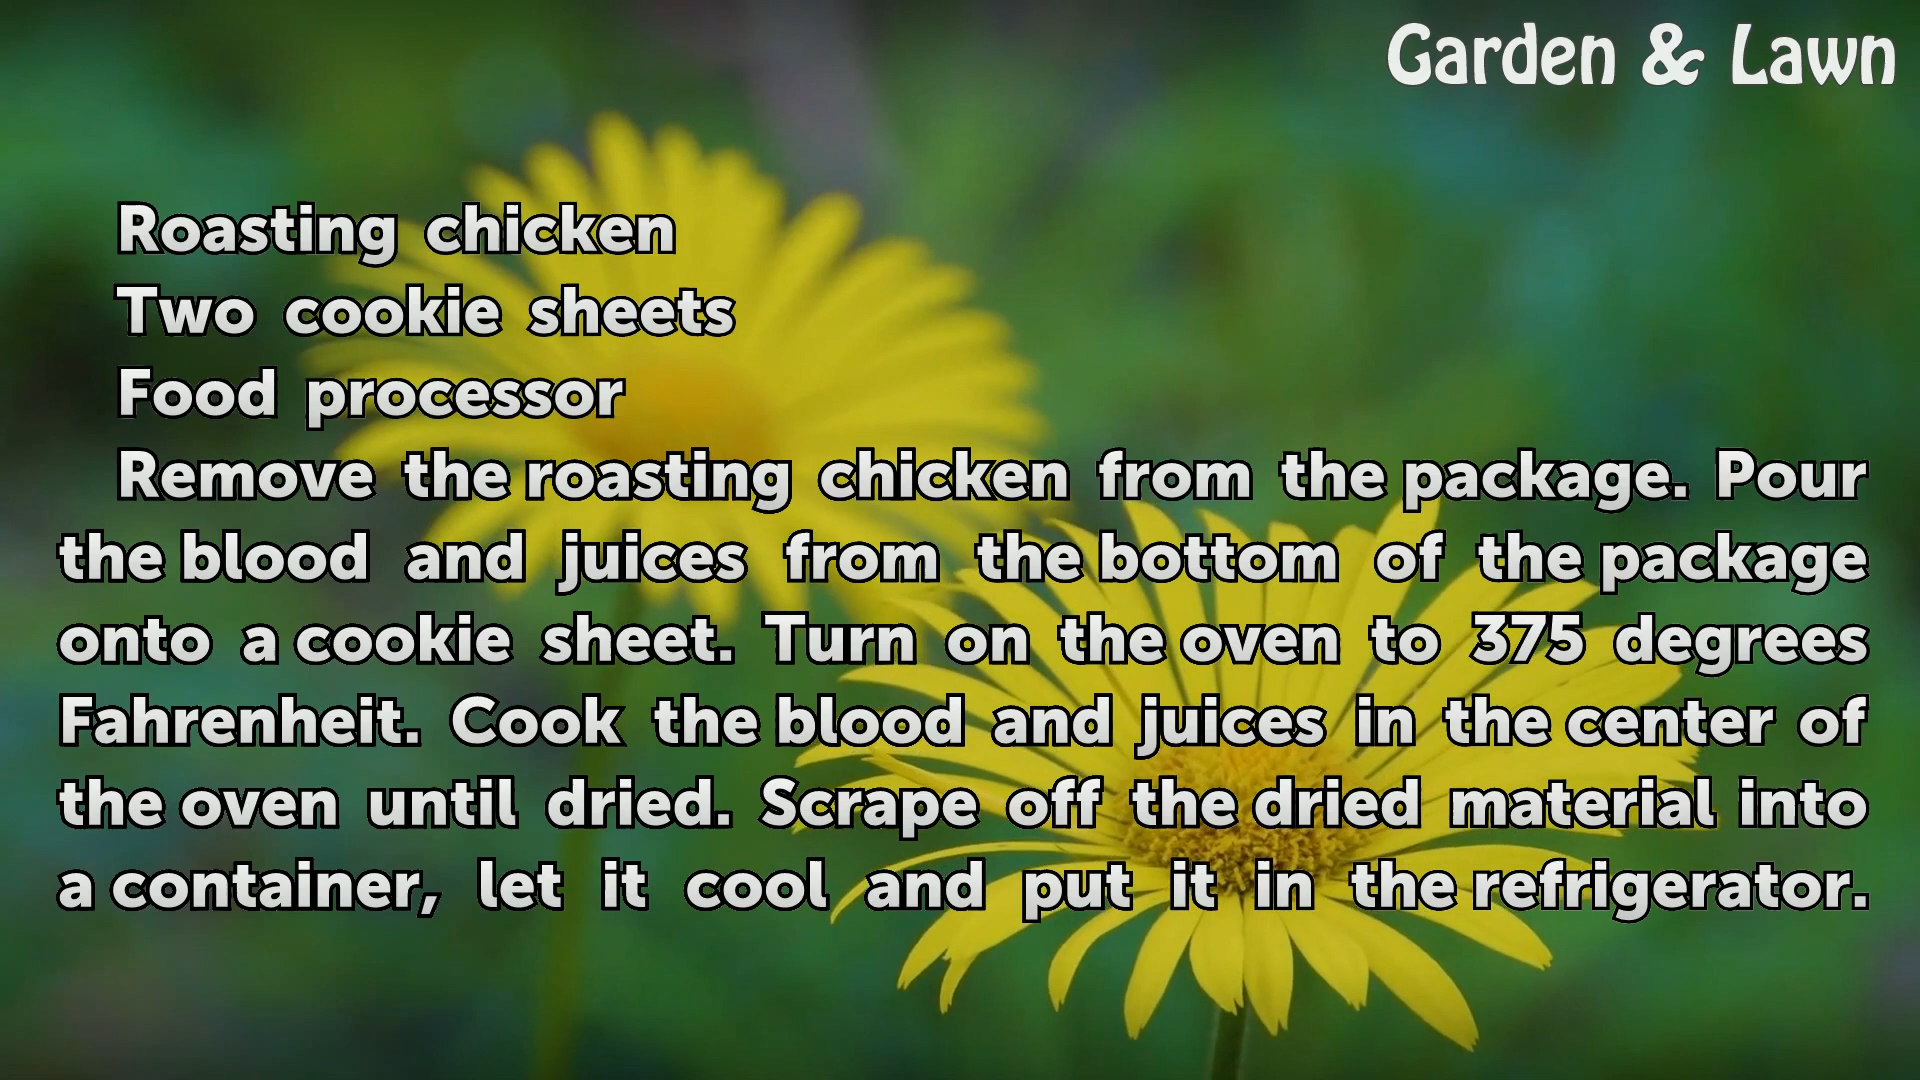 Garden & Lawn
Roasting chicken
Two cookie sheets
Food processor
Remove the roasting chicken from the package. Pour
the blood and juices from the bottom of the package
onto a cookie sheet. Turn on the oven to 375 degrees
Fahrenheit. Cook the blood and juices in the center of
the oven until dried. Scrape off the dried material into
a container, let it cool and put it in the refrigerator.